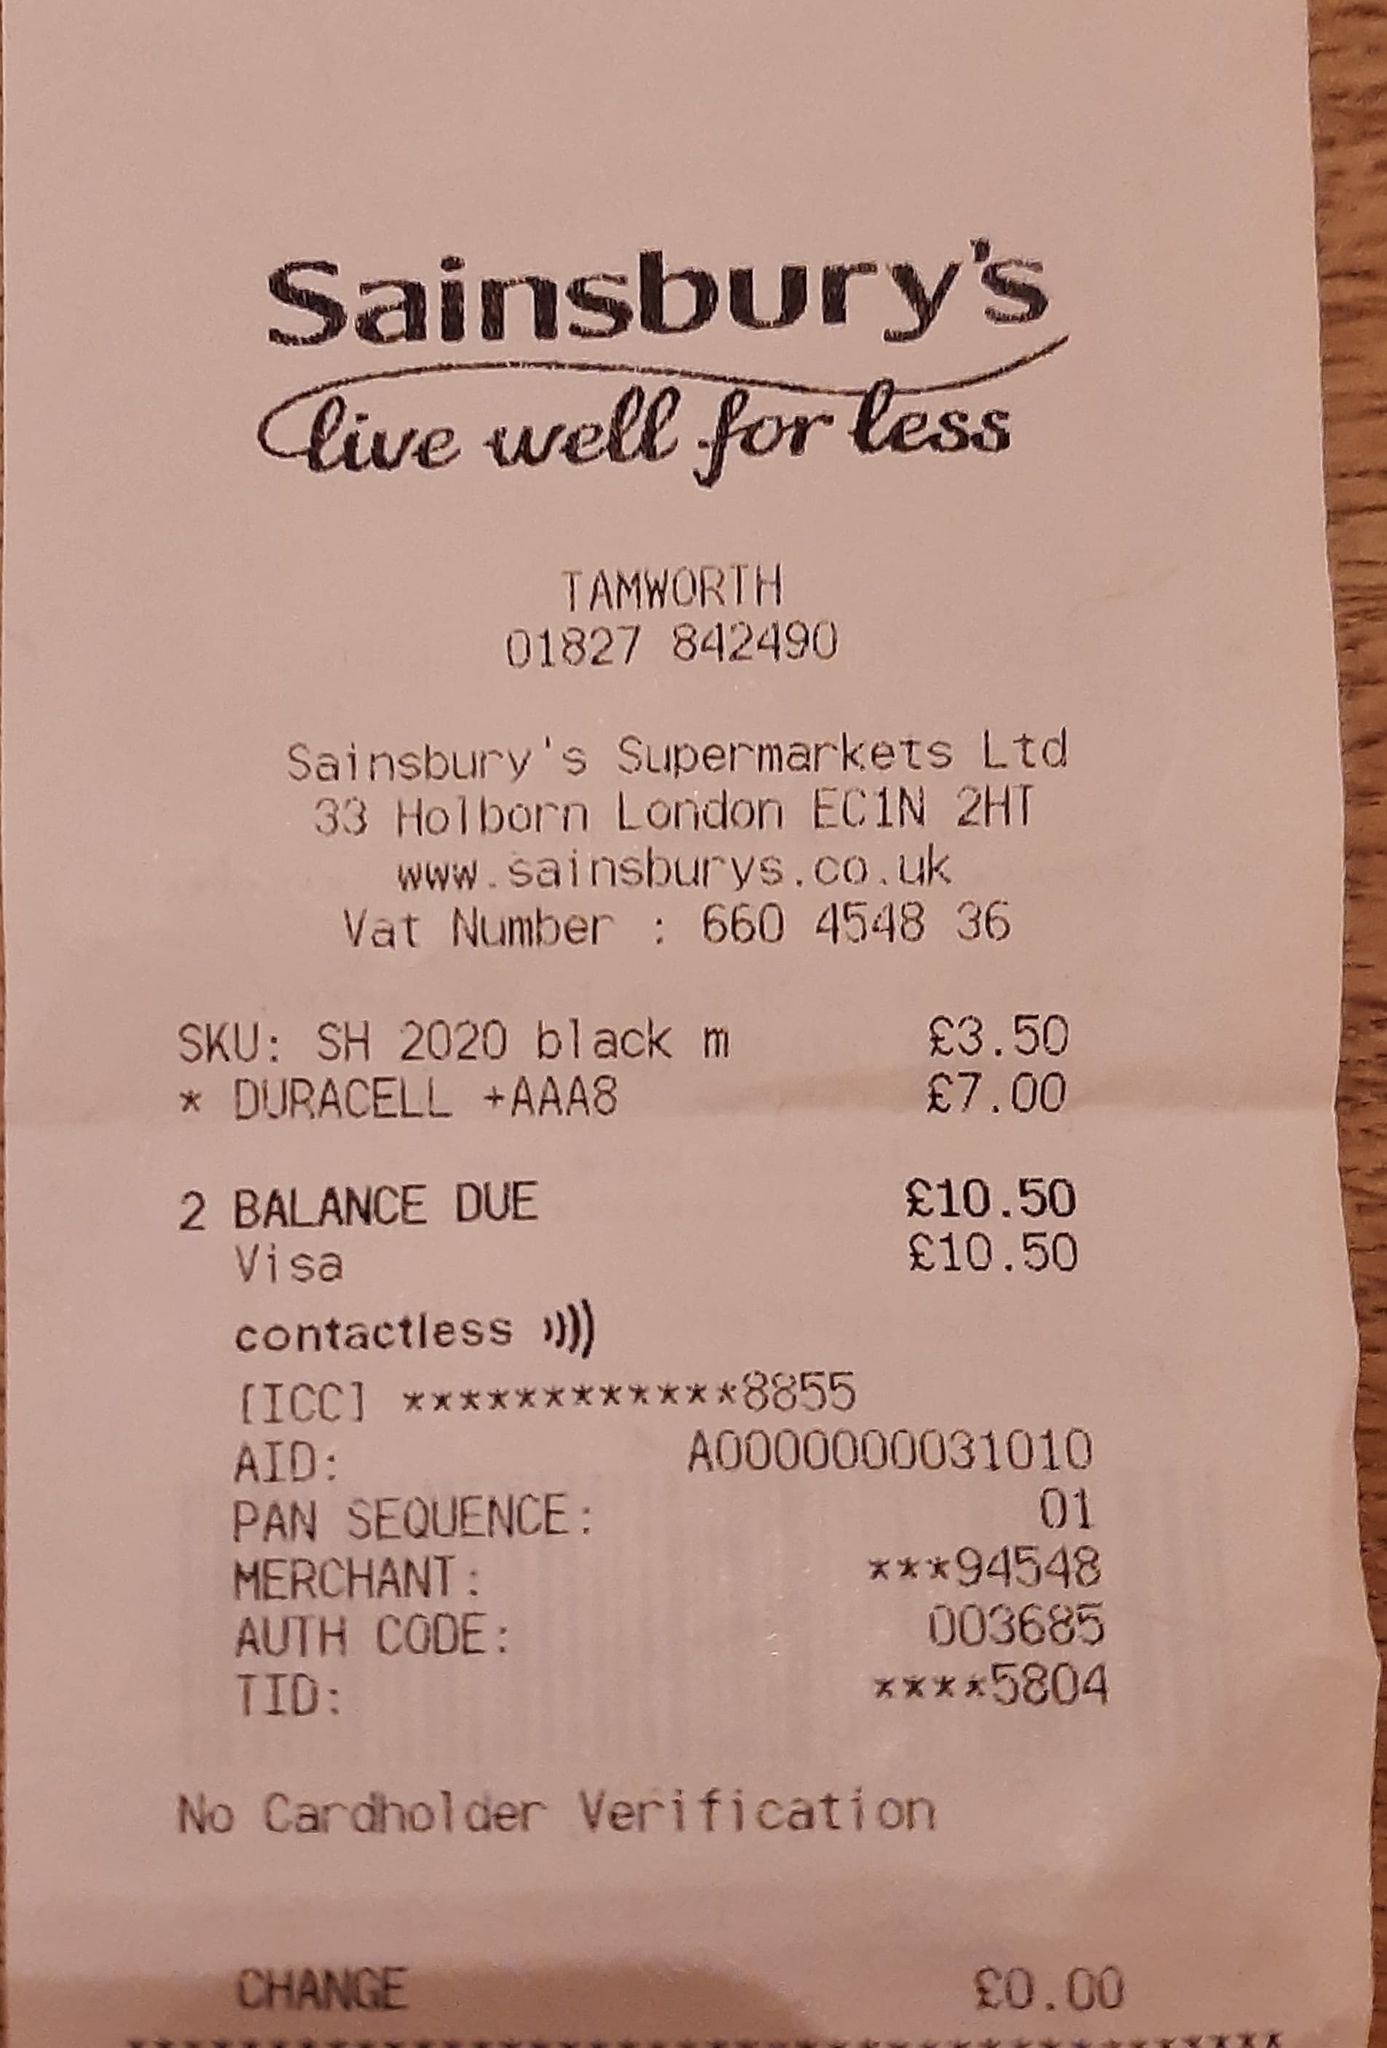 Sainsbury's
live well for less
TAMWORTH
01827 842490
Sainsbury's Supermarkets Ltd
33 Holborn London EC1N 2HT
www.sainsburys.co.uk
Vat Number : 660 4548 36
SKU: SH 2020 black m £3.50
* DURACELL +AAA8 £7.00
2 BALANCE DUE £10.50
Visa £10.50
contactless
[ICC] ************8855
AID: A0000000031010
PAN SEQUENCE: 01
MERCHANT: ***94548
AUTH CODE: 003685
TID: ****5804
No Cardholder Verification
CHANGE £0.00